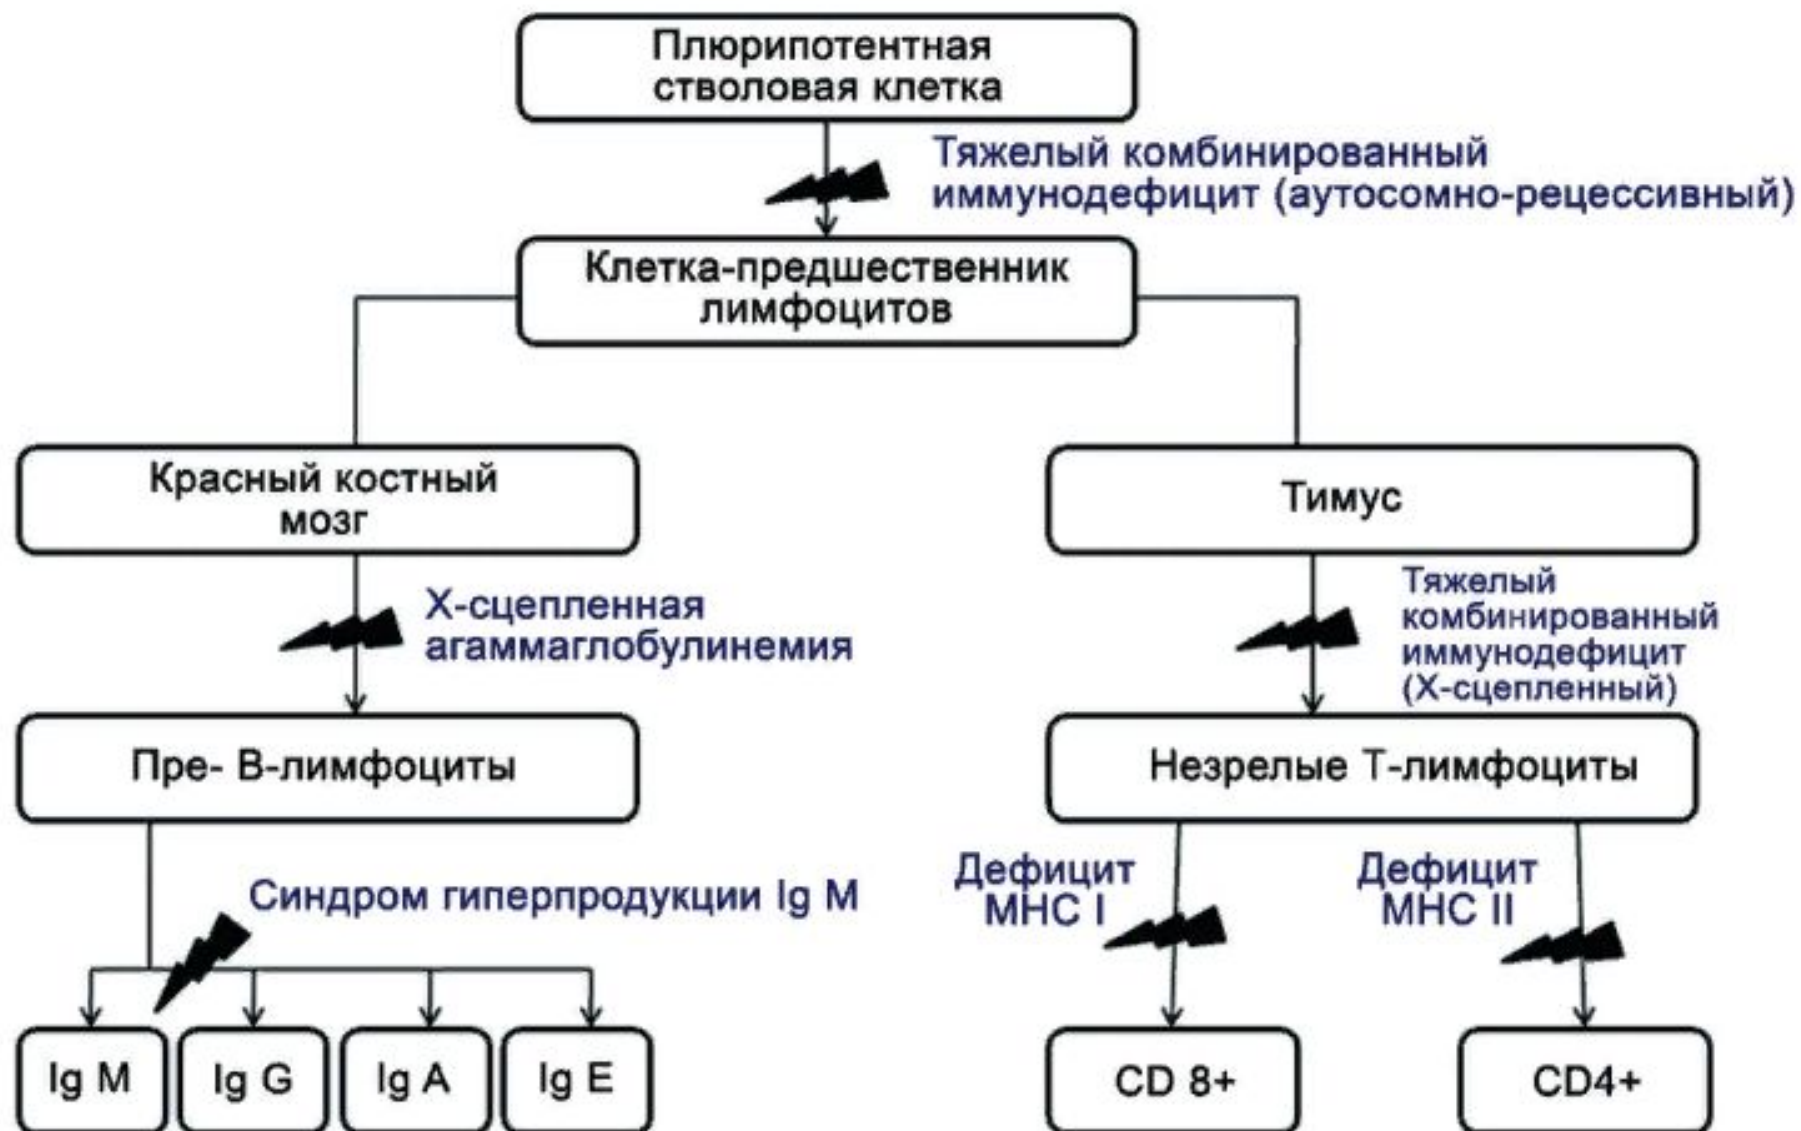 Плюрипотентная
стволовая клетка
Тяжелый комбинированный
иммунодефицит (аутосомно-рецессивный)
Клетка-предшественник
лимфоцитов
Красный костный
мозг
Тимус
Х-сцепленная
агаммаглобулинемия
Тяжелый
комбинированный
иммунодефицит
(Х-сцепленный)
Пре- В-лимфоциты
Незрелые Т-лимфоциты
Синдром гиперпродукции Ig M
Дефицит
MHC I
Дефицит
MHC II
Ig M
Ig G
Ig A
Ig E
CD 8+
CD4+